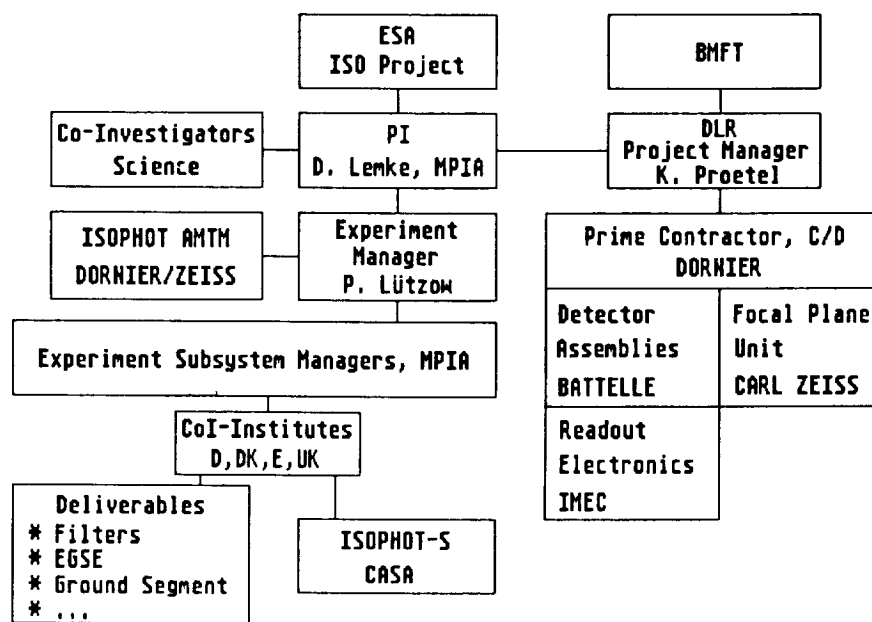 ESA
ISO Project
BMFT
Co-Investigators
Science
PI
D. Lemke, MPIA
DLR
Project Manager
K. Proetel
ISOPHOT AMTM
DORNIER/ZEISS
Experiment
Manager
P. Lützow
Prime Contractor, C/D
DORNIER
Detector
Assemblies
BATTELLE
Focal Plane
Unit
CARL ZEISS
Readout
Electronics
IMEC
Experiment Subsystem Managers, MPIA
CoI-Institutes
D,DK,E,UK
Deliverables
* Filters
* EGSE
* Ground Segment
* ...
ISOPHOT-S
CASA